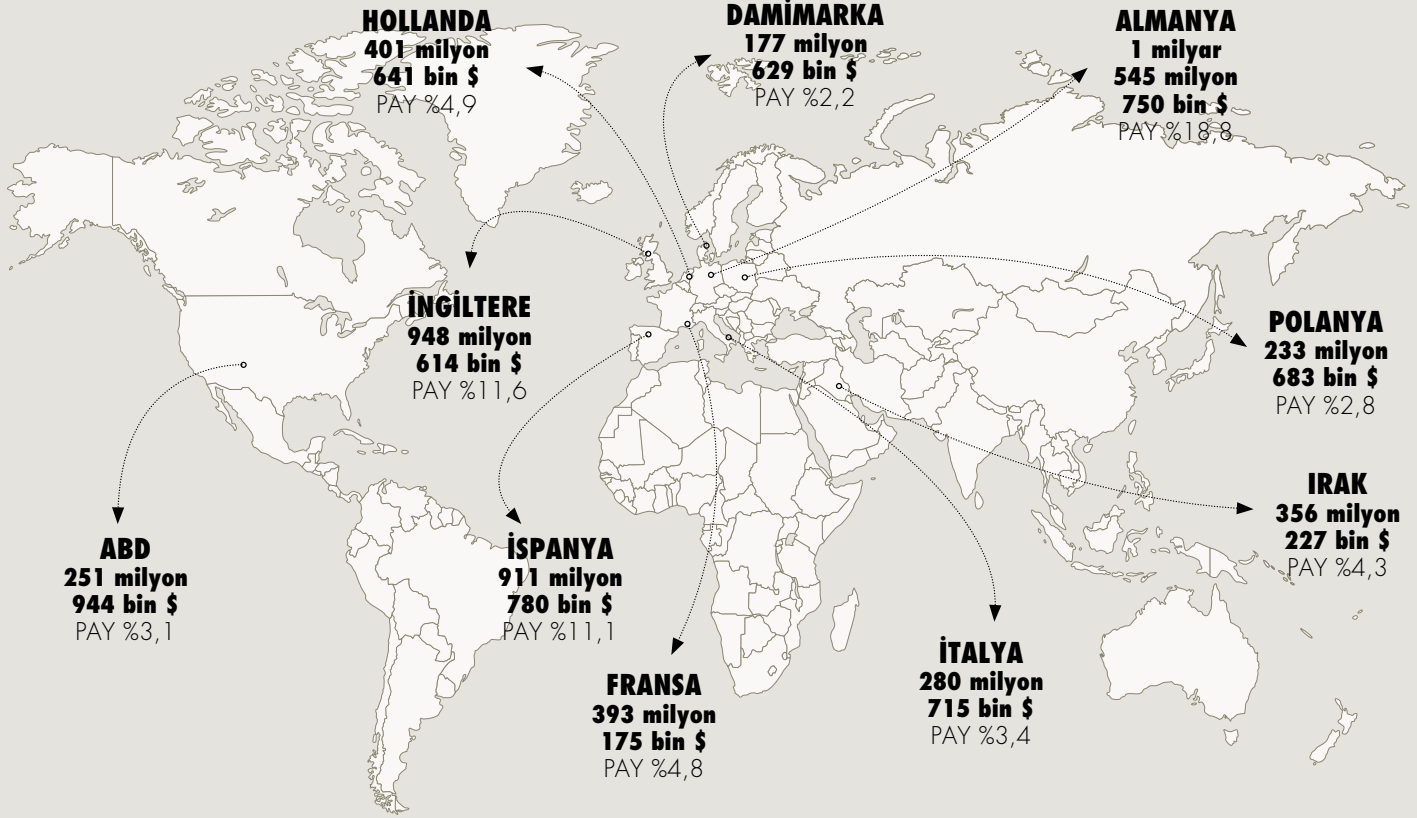 HOLLANDA
401 milyon
641 bin $
PAY %4,9
DAMİMARKA
177 milyon
629 bin $
PAY %2,2
ALMANYA
1 milyar
545 milyon
750 bin $
PAY %18,8
İNGİLTERE
948 milyon
614 bin $
PAY %11,6
POLANYA
233 milyon
683 bin $
PAY %2,8
IRAK
356 milyon
227 bin $
PAY %4,3
ABD
251 milyon
944 bin $
PAY %3,1
İSPANYA
911 milyon
780 bin $
PAY %11,1
FRANSA
393 milyon
175 bin $
PAY %4,8
İTALYA
280 milyon
715 bin $
PAY %3,4